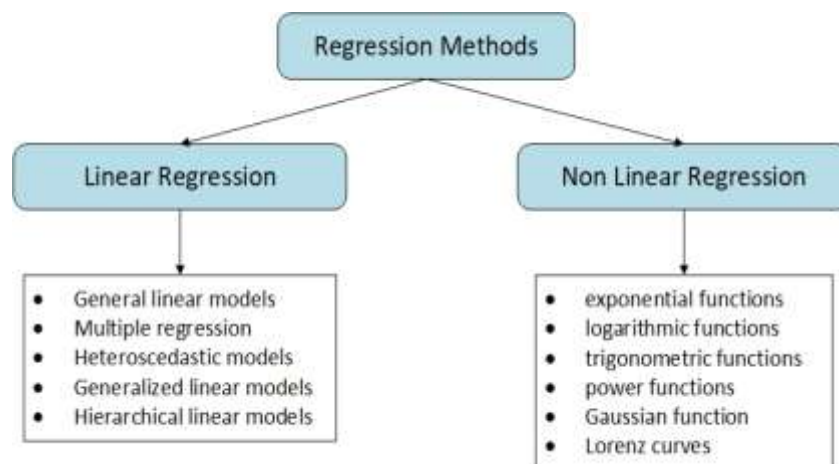 Regression Methods
Linear Regression
Non Linear Regression
• General linear models
• Multiple regression
• Heteroscedastic models
• Generalized linear models
• Hierarchical linear models
• exponential functions
• logarithmic functions
• trigonometric functions
• power functions
• Gaussian function
• Lorenz curves